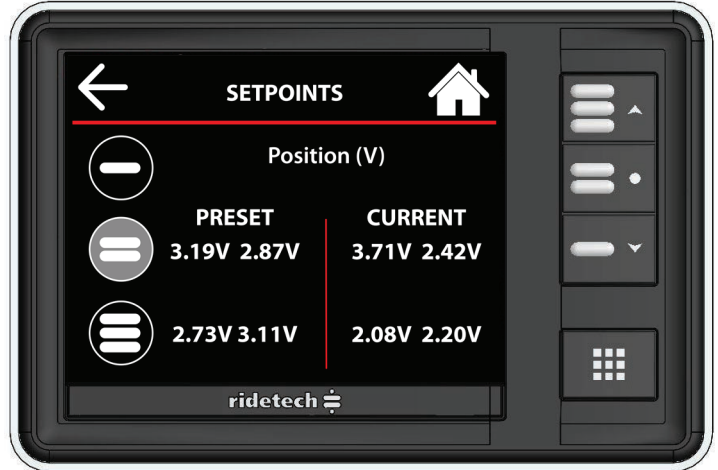 SETPOINTS
Position (V)
PRESET CURRENT
3.19V 2.87V 3.71V 2.42V
2.73V 3.11V 2.08V 2.20V
ridetech